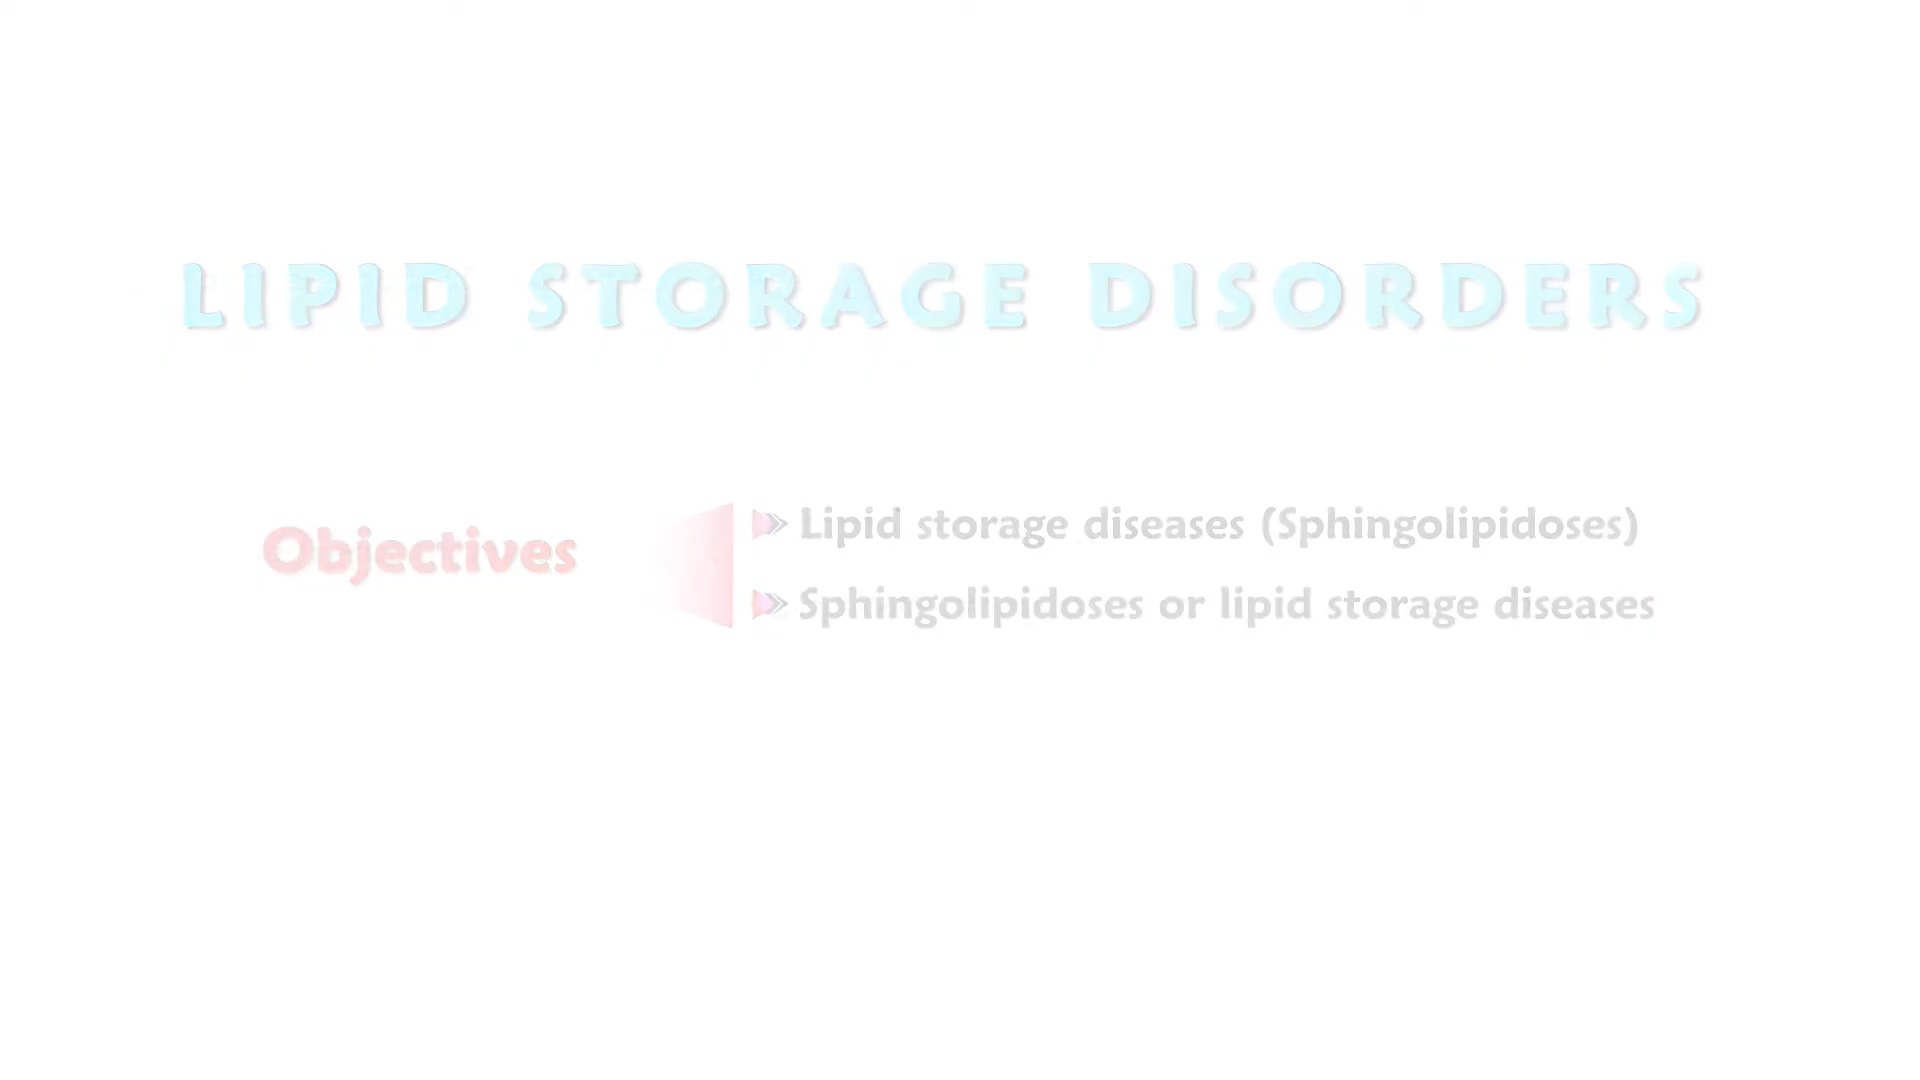 LIPID STORAGE DISORDERS
Objectives
Lipid storage diseases (Sphingolipidoses)
Sphingolipidoses or lipid storage diseases